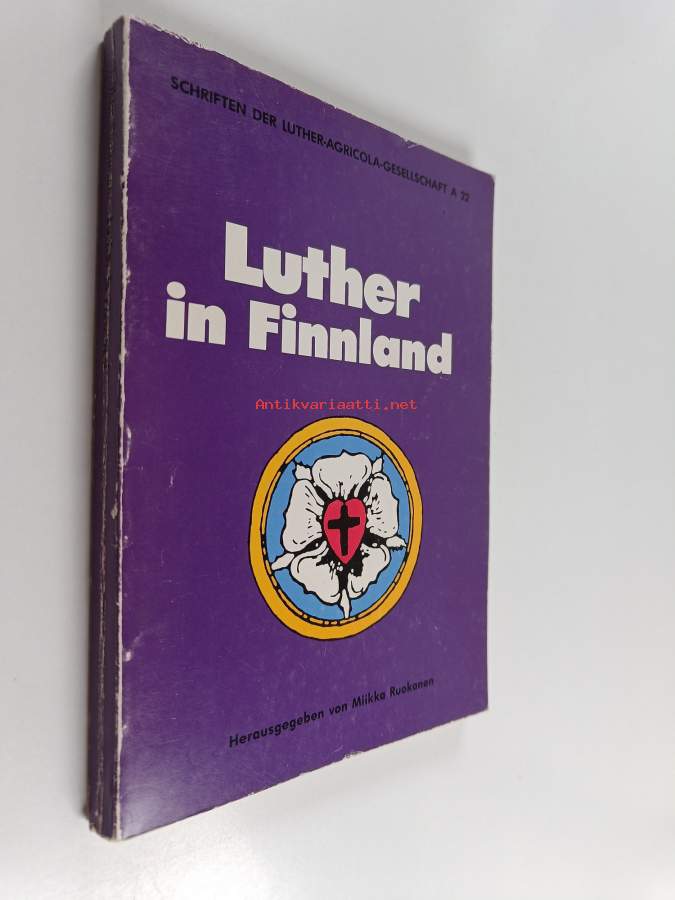 SCHRIFTEN DER LUTHER-AGRICOLA-GESELLSCHAFT A 22
Luther
in Finnland
Antikvariaatti.net
Herausgegeben von Miikka Ruokanen